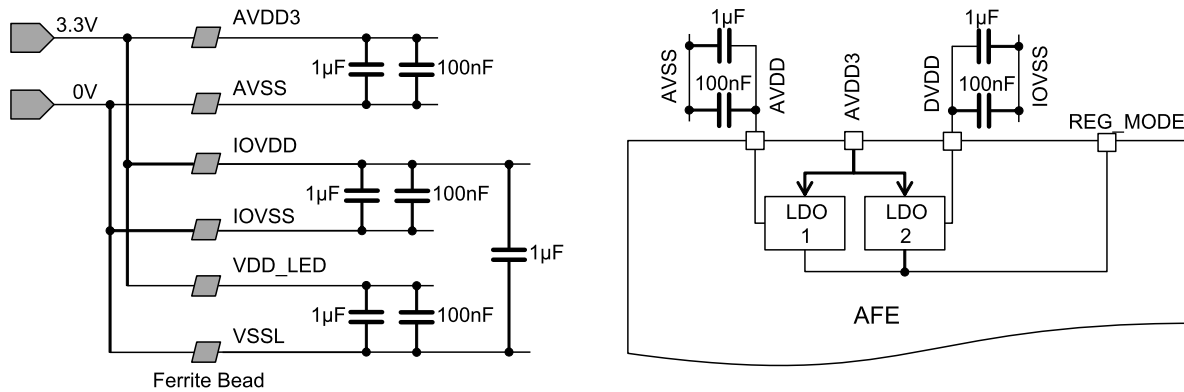 3.3V
AVDD3
1µF
100nF
0V
AVSS
IOVDD
1µF
100nF
IOVSS
1µF
VDD_LED
1µF
100nF
VSSL
Ferrite Bead
1µF
100nF
AVSS
AVDD
AVDD3
1µF
100nF
DVDD
IOVSS
REG_MODE
LDO
1
LDO
2
AFE